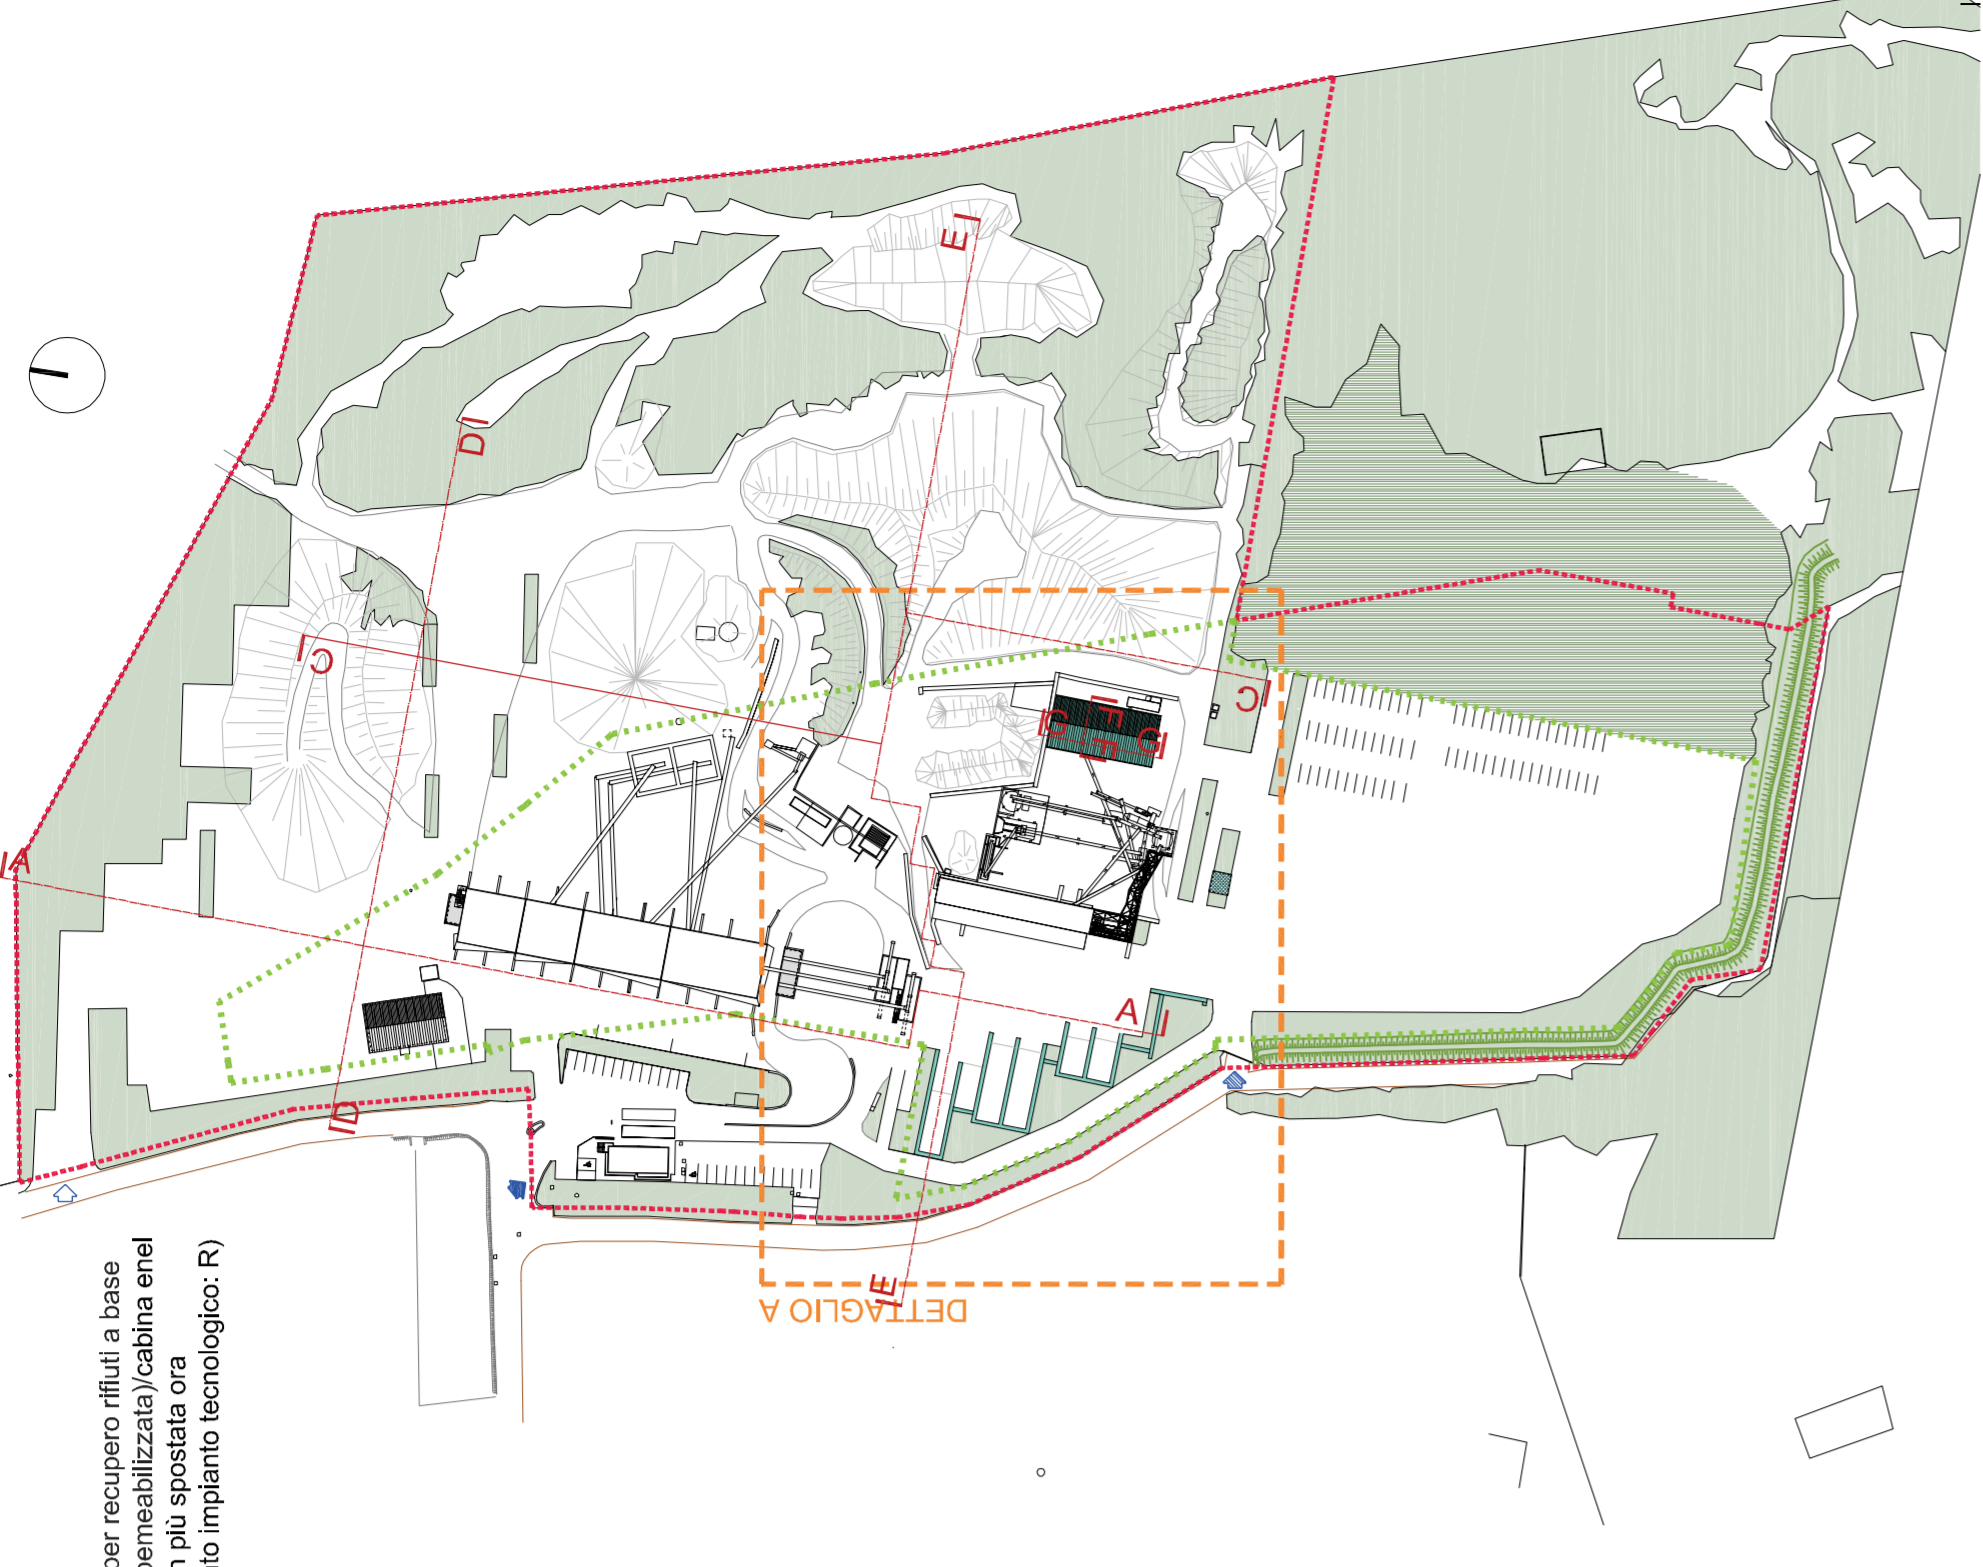 per recupero rifiuti a base
pemeabilizzata)/cabina enel
n più spostata ora
to impianto tecnologico: R)
A
A
C
C
D
D
E
E
F
F
G
G
DETTAGLIO A